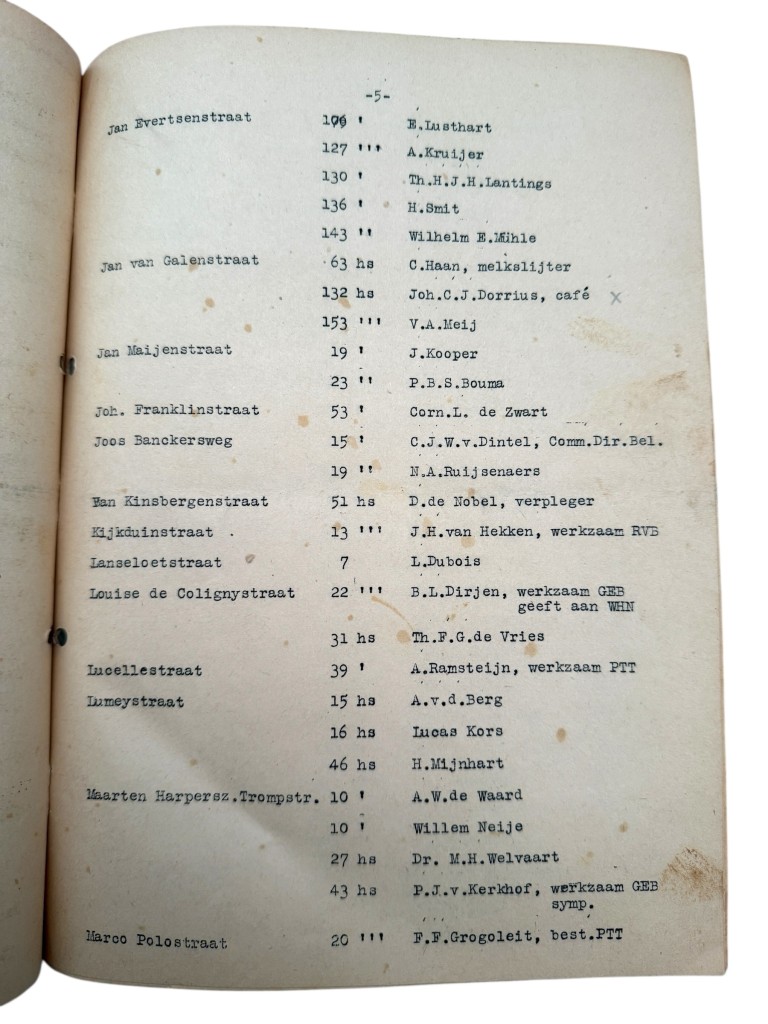 -5-
Jan Evertsenstraat 106 ' E.Lusthart
127 ''' A.Kruijer
130 ' Th.H.J.H.Lantings
136 ' H.Smit
143 '' Wilhelm E.Mühle
Jan van Galenstraat 63 hs C.Haan, melkslijter
132 hs Joh.C.J.Dorrius, café x
153 ''' V.A.Meij
Jan Maijenstraat 19 ' J.Kooper
23 '' P.B.S.Bouma
Joh. Franklinstraat 53 ' Corn.L. de Zwart
Joos Banckersweg 15 ' C.J.W.v.Dintel, Comm.Dir.Bel.
19 '' N.A.Ruijsenaers
Van Kinsbergenstraat 51 hs D.de Nobel, verpleger
Kijkduinstraat . 13 ''' J.H.van Hekken, werkzaam RVB
Lanseloetstraat 7 L.Dubois
Louise de Colignystraat 22 ''' B.L.Dirjen, werkzaam GEB
geeft aan WHN
31 hs Th.F.G.de Vries
Lucellestraat 39 ' A.Ramsteijn, werkzaam PTT
Lumeystraat 15 hs A.v.d.Berg
16 hs Lucas Kors
46 hs H.Mijnhart
Maarten Harpersz.Trompstr. 10 ' A.W.de Waard
10 ' Willem Neije
27 hs Dr. M.H.Welvaart
43 hs P.J.v.Kerkhof, werkzaam GEB
symp.
Marco Polostraat 20 ''' F.F.Grogoleit, best.PTT